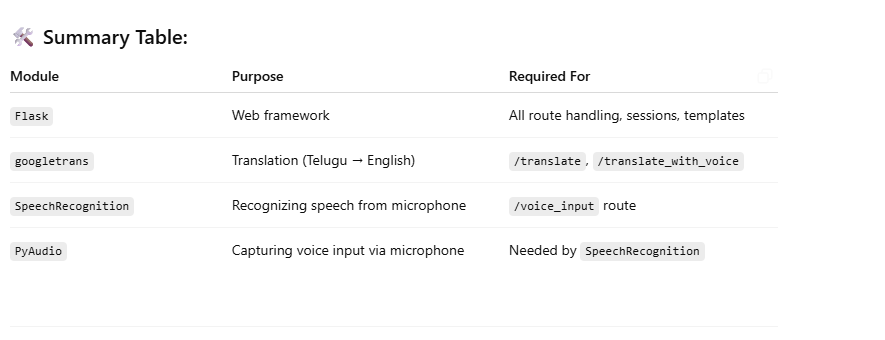 🛠️ Summary Table:
Module Purpose Required For
Flask Web framework All route handling, sessions, templates
googletrans Translation (Telugu → English) /translate, /translate_with_voice
SpeechRecognition Recognizing speech from microphone /voice_input route
PyAudio Capturing voice input via microphone Needed by SpeechRecognition